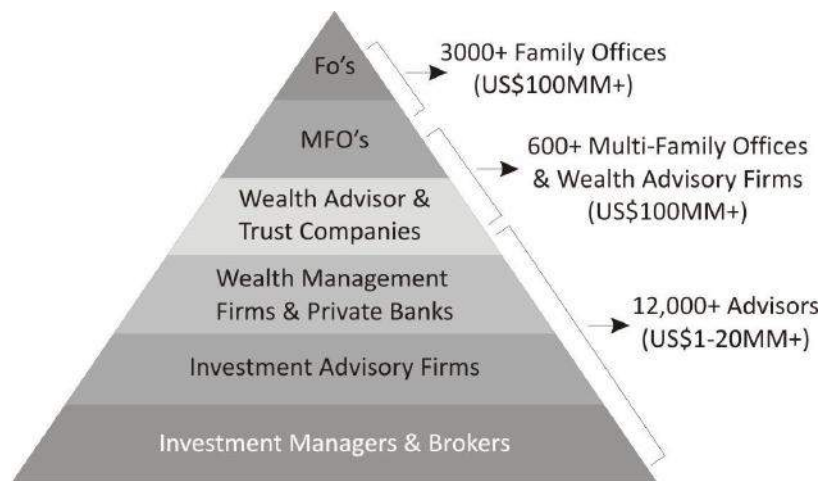 Fo's
MFO's
Wealth Advisor &
Trust Companies
Wealth Management
Firms & Private Banks
Investment Advisory Firms
Investment Managers & Brokers
3000+ Family Offices
(US$100MM+)
600+ Multi-Family Offices
& Wealth Advisory Firms
(US$100MM+)
12,000+ Advisors
(US$1-20MM+)